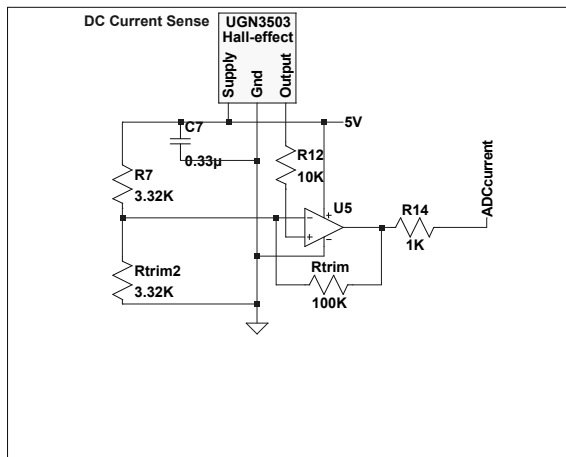 DC Current Sense
UGN3503
Hall-effect
Supply
Gnd
Output
C7
0.33µ
5V
R7
3.32K
R12
10K
U5
R14
1K
ADCcurrent
Rtrim2
3.32K
Rtrim
100K